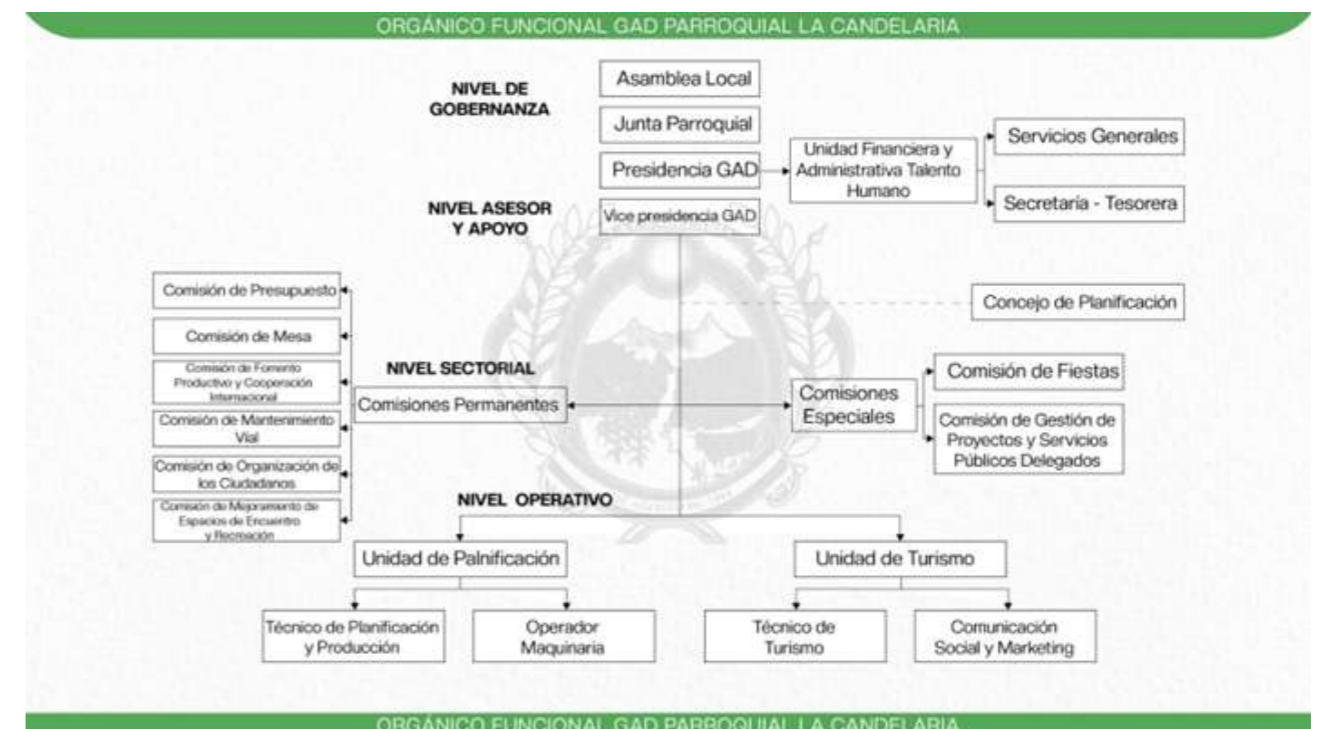 ORGÁNICO FUNCIONAL GAD PARROQUIAL LA CANDELARIA
NIVEL DE
GOBERNANZA
Asamblea Local
Junta Parroquial
Presidencia GAD
Unidad Financiera y
Administrativa Talento
Humano
Servicios Generales
Secretaría - Tesorera
NIVEL ASESOR
Y APOYO
Vice presidencia GAD
Concejo de Planificación
NIVEL SECTORIAL
Comisiones Permanentes
Comisión de Presupuesto
Comisión de Mesa
Comisión de Fomento
Productivo y Cooperación
Internacional
Comisión de Mantenimiento
Vial
Comisión de Organización de
los Ciudadanos
Comisión de Mejoramiento de
Espacios de Encuentro
y Recreación
Comisiones
Especiales
Comisión de Fiestas
Comisión de Gestión de
Proyectos y Servicios
Públicos Delegados
NIVEL OPERATIVO
Unidad de Palnificación
Unidad de Turismo
Técnico de Planificación
y Producción
Operador
Maquinaria
Técnico de
Turismo
Comunicación
Social y Marketing
ORGÁNICO FUNCIONAL GAD PARROQUIAL LA CANDELARIA